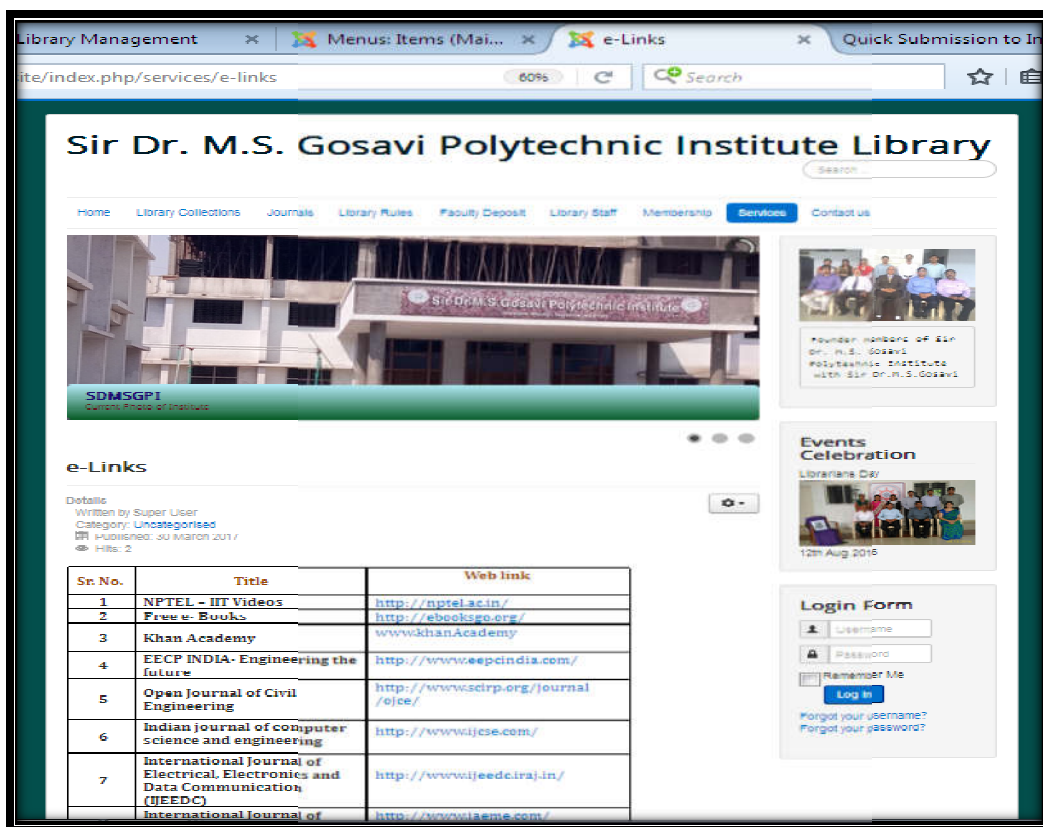 Library Management
Menus: Items (Mai...
e-Links
Quick Submission to In
ite/index.php/services/e-links
60%
Search
Sir Dr. M.S. Gosavi Polytechnic Institute Library
Search ...
Home Library Collections Journals Library Rules Faculty Deposit Library Staff Membership Services Contact us
Sir Dr.M.S.Gosavi Polytechnic Institute
SDMSGPI
Current Photo of Institute
Founder members of Sir
Dr. M.S. Gosavi
Polytechnic Institute
with Sir Dr.M.S.Gosavi
Events
Celebration
Librarians Day
12th Aug 2016
e-Links
Details
Written by Super User
Category: Uncategorised
Published: 30 March 2017
Hits: 2
Sr. No. Title Web link
1 NPTEL – IIT Videos http://nptel.ac.in/
2 Free e- Books http://ebooksgo.org/
3 Khan Academy www.khanAcademy
4 EECP INDIA- Engineering the
future http://www.eepcindia.com/
5 Open Journal of Civil
Engineering http://www.scirp.org/journal
/ojce/
6 Indian journal of computer
science and engineering http://www.ijcse.com/
7 International Journal of
Electrical, Electronics and
Data Communication
(IJEEDC) http://www.ijeedc.iraj.in/
International Journal of http://www.iaeme.com/
Login Form
Username
Password
Remember Me
Log in
Forgot your username?
Forgot your password?